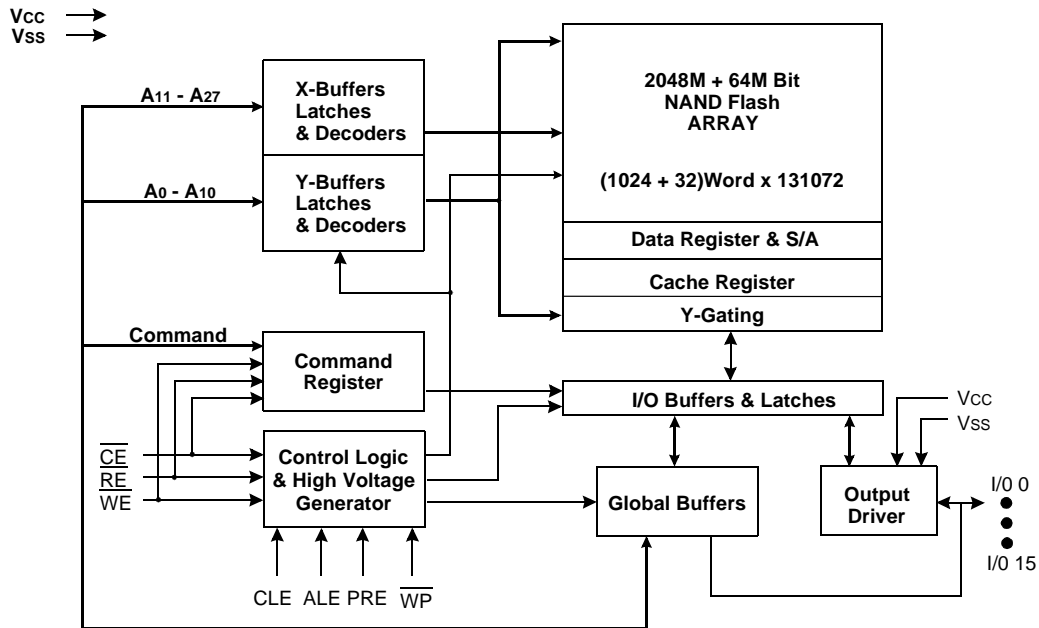 VCC
VSS
A11 - A27
X-Buffers
Latches
& Decoders
A0 - A10
Y-Buffers
Latches
& Decoders
2048M + 64M Bit
NAND Flash
ARRAY
(1024 + 32)Word x 131072
Data Register & S/A
Cache Register
Y-Gating
Command
Command
Register
I/O Buffers & Latches
VCC
VSS
CE
RE
WE
Control Logic
& High Voltage
Generator
Global Buffers
Output
Driver
I/0 0
I/0 15
CLE ALE PRE WP